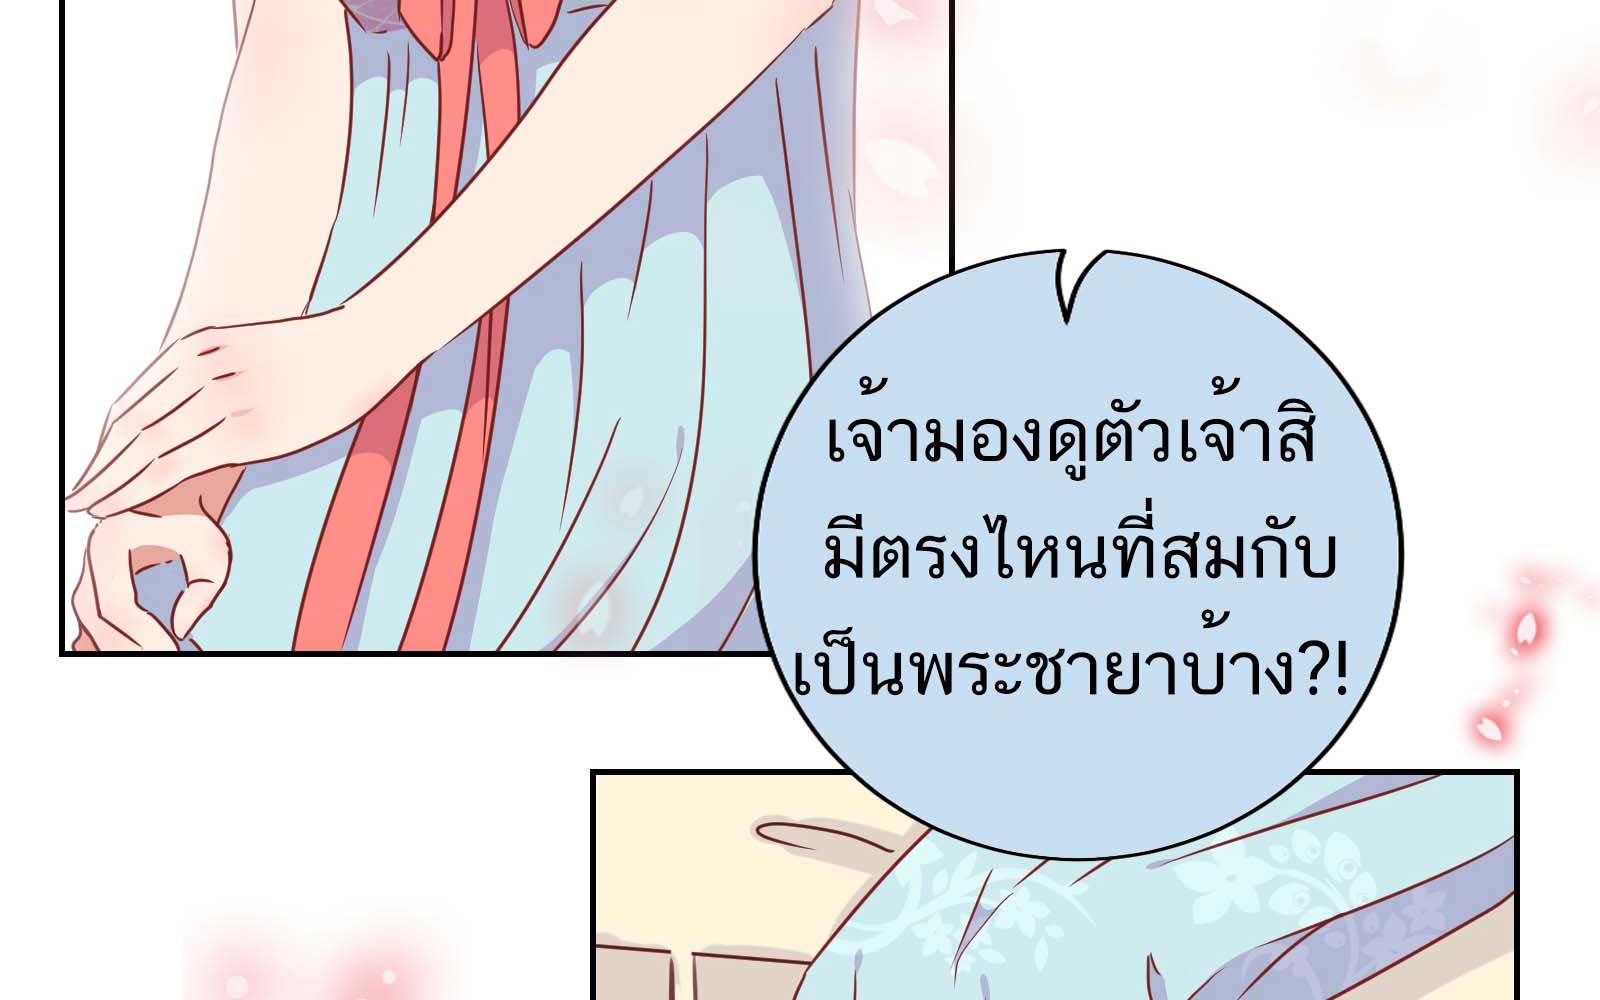 เจ้ามองดูตัวเจ้าสิ
มีตรงไหนที่สมกับ
เป็นพระชายาบ้าง?!